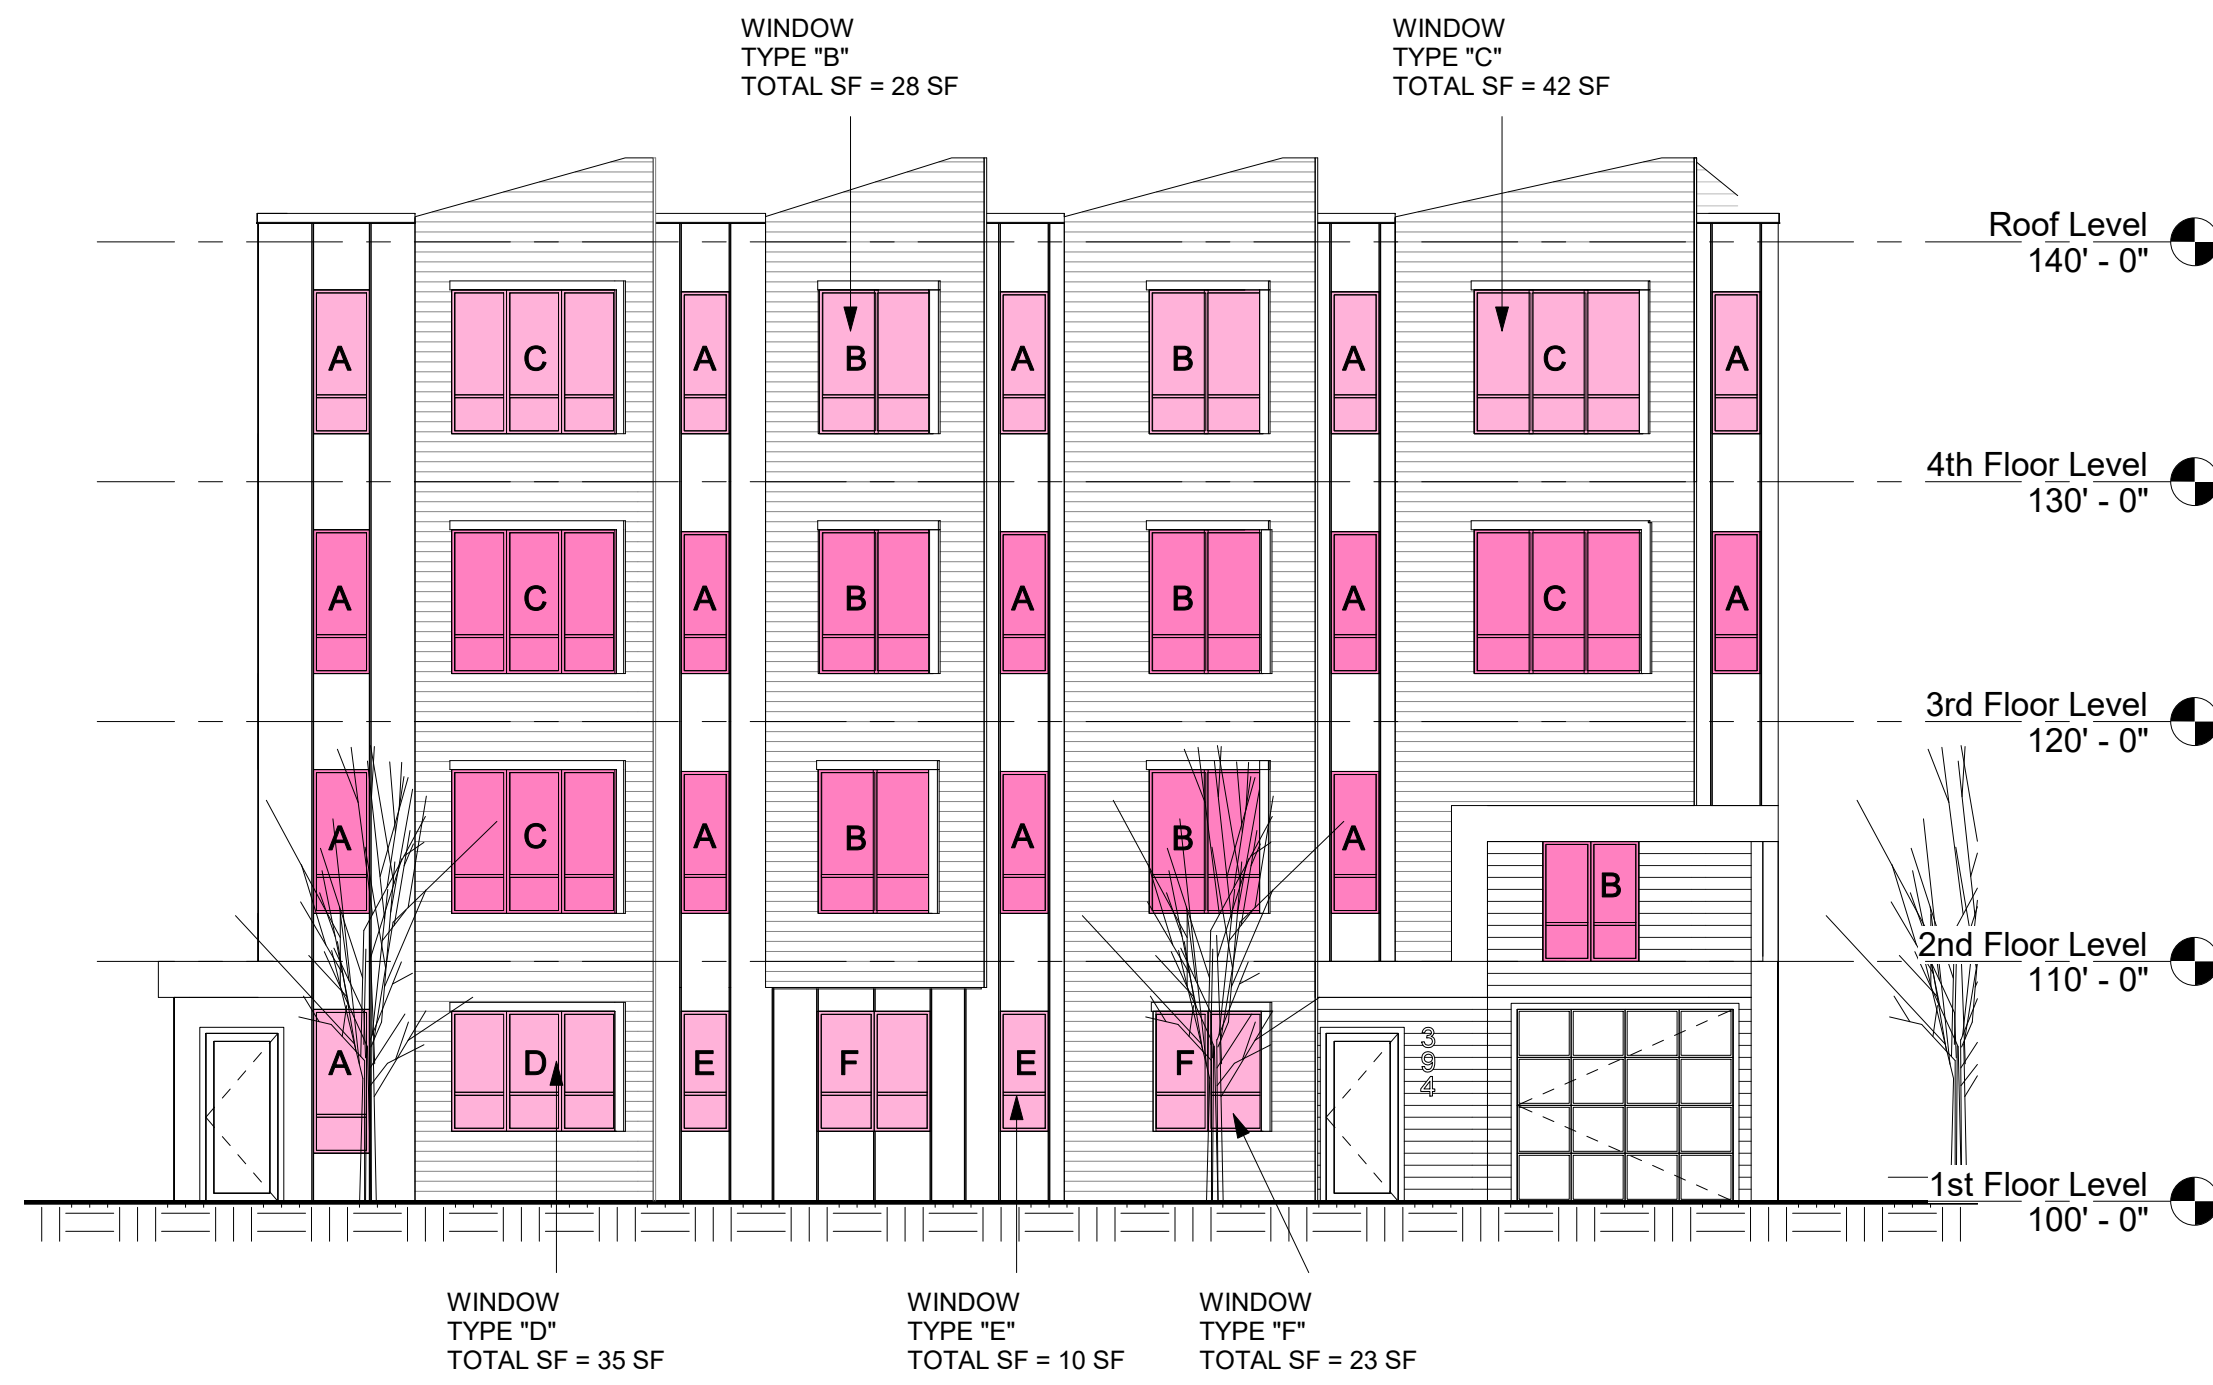 WINDOW
TYPE "B"
TOTAL SF = 28 SF
WINDOW
TYPE "C"
TOTAL SF = 42 SF
Roof Level
140' - 0"
A C A B A B A C A
4th Floor Level
130' - 0"
A C A B A B A C A
3rd Floor Level
120' - 0"
A C A B A B A B
2nd Floor Level
110' - 0"
A D E F E F
3
9
4
1st Floor Level
100' - 0"
WINDOW
TYPE "D"
TOTAL SF = 35 SF
WINDOW
TYPE "E"
TOTAL SF = 10 SF
WINDOW
TYPE "F"
TOTAL SF = 23 SF